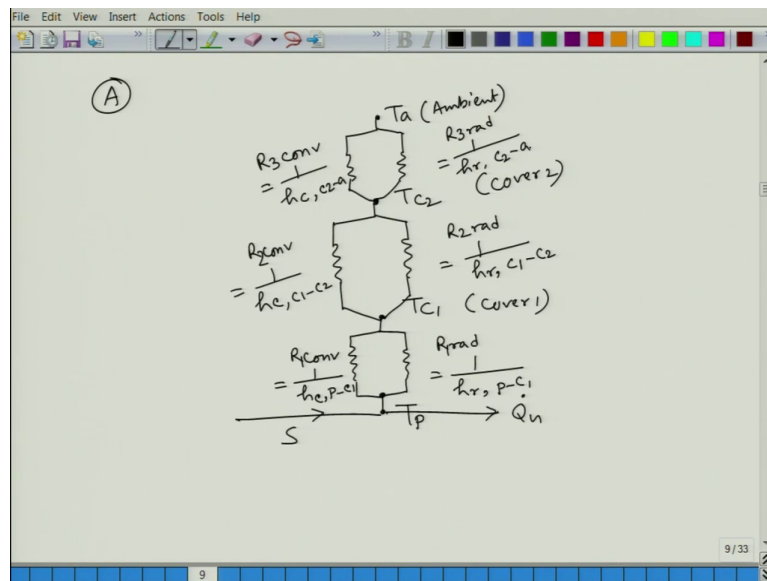 File Edit View Insert Actions Tools Help
B I
A
Ta (Ambient)
R3conv
= 1/hc, c2-a
R3rad
= 1/hr, c2-a
(cover 2)
Tc2
R2conv
= 1/hc, c1-c2
R2rad
= 1/hr, c1-c2
Tc1 (cover 1)
R1conv
= 1/hc, p-c1
R1rad
= 1/hr, p-c1
S
Tp
Q̇u
9/33
9